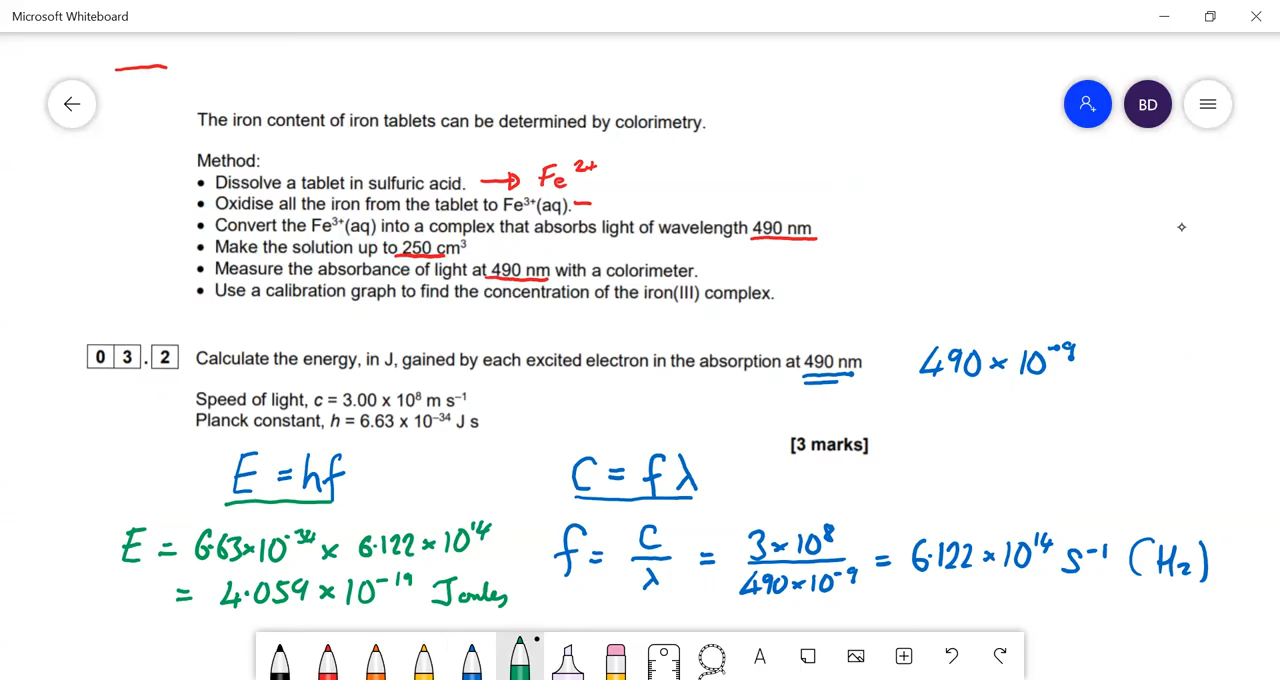 Microsoft Whiteboard
BD
The iron content of iron tablets can be determined by colorimetry.
Method:
• Dissolve a tablet in sulfuric acid. → Fe²⁺
• Oxidise all the iron from the tablet to Fe³⁺(aq).
• Convert the Fe³⁺(aq) into a complex that absorbs light of wavelength 490 nm
• Make the solution up to 250 cm³
• Measure the absorbance of light at 490 nm with a colorimeter.
• Use a calibration graph to find the concentration of the iron(III) complex.
0 3 . 2 Calculate the energy, in J, gained by each excited electron in the absorption at 490 nm 490 × 10⁻⁹
Speed of light, c = 3.00 x 10⁸ m s⁻¹
Planck constant, h = 6.63 x 10⁻³⁴ J s
[3 marks]
E = hf C = fλ
E = 6.63×10⁻³⁴ × 6.122×10¹⁴
= 4.059 × 10⁻¹⁹ Joules
f = C/λ = 3×10⁸/490×10⁻⁹ = 6.122×10¹⁴ s⁻¹ (Hz)
A